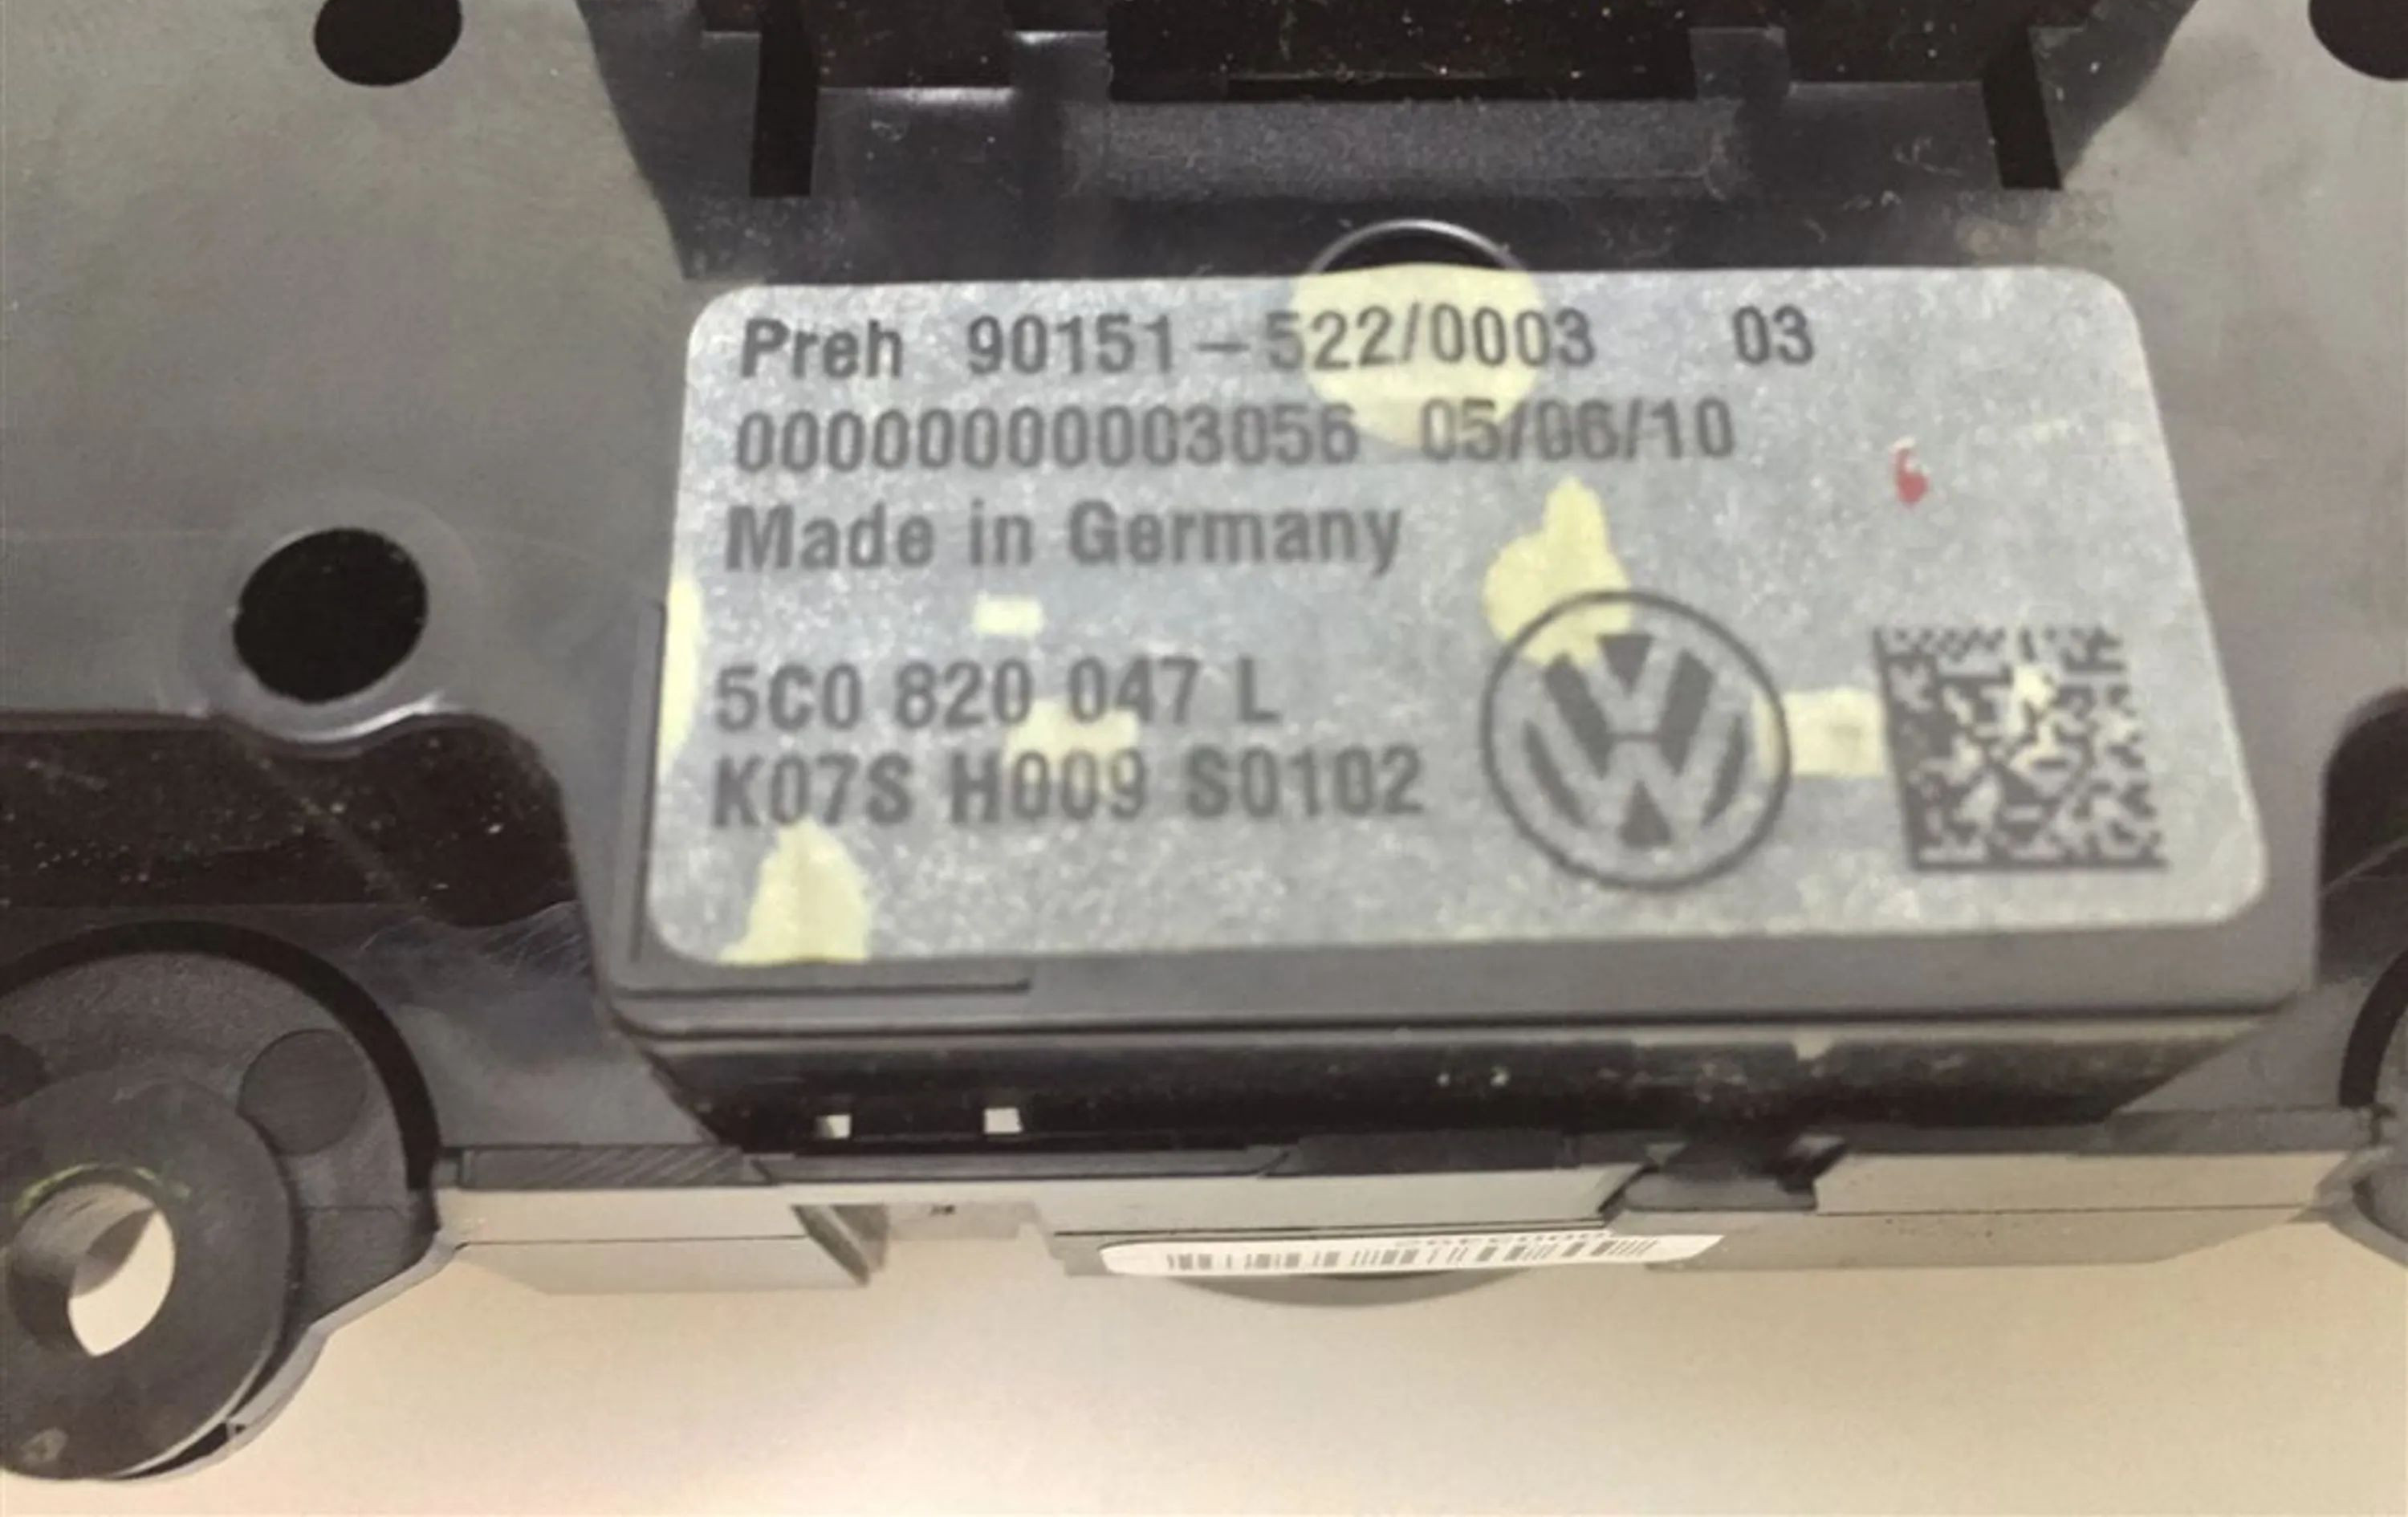 Preh 90151-522/0003 03
00000000003056 05/06/10
Made in Germany
5C0 820 047 L
K07S H009 S0102